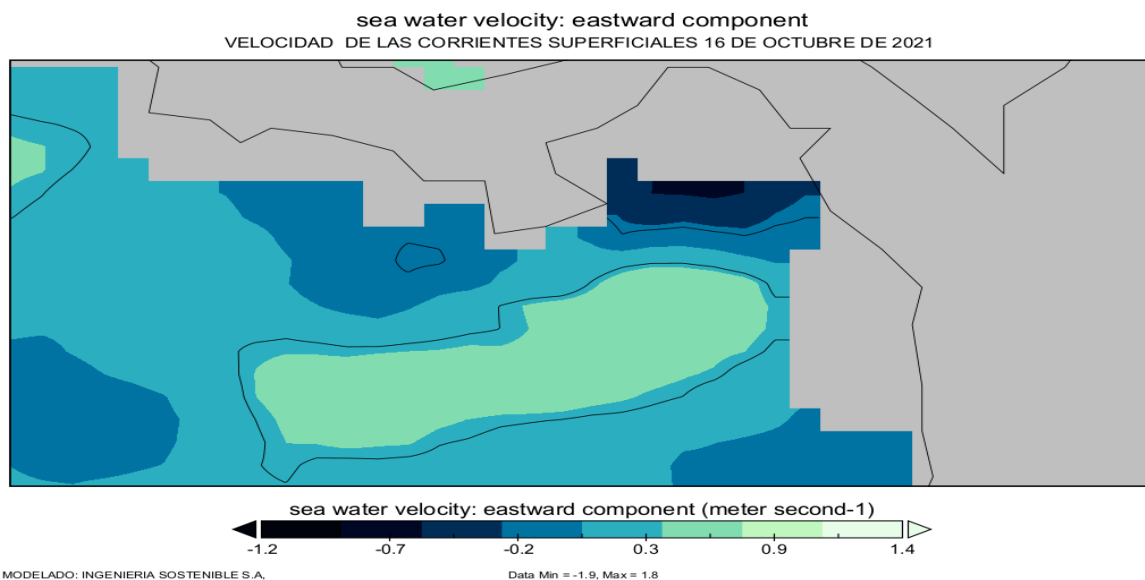 sea water velocity: eastward component
VELOCIDAD  DE LAS CORRIENTES SUPERFICIALES 16 DE OCTUBRE DE 2021
sea water velocity: eastward component (meter second-1)
-1.2 -0.7 -0.2 0.3 0.9 1.4
MODELADO: INGENIERIA SOSTENIBLE S.A, Data Min = -1.9, Max = 1.8